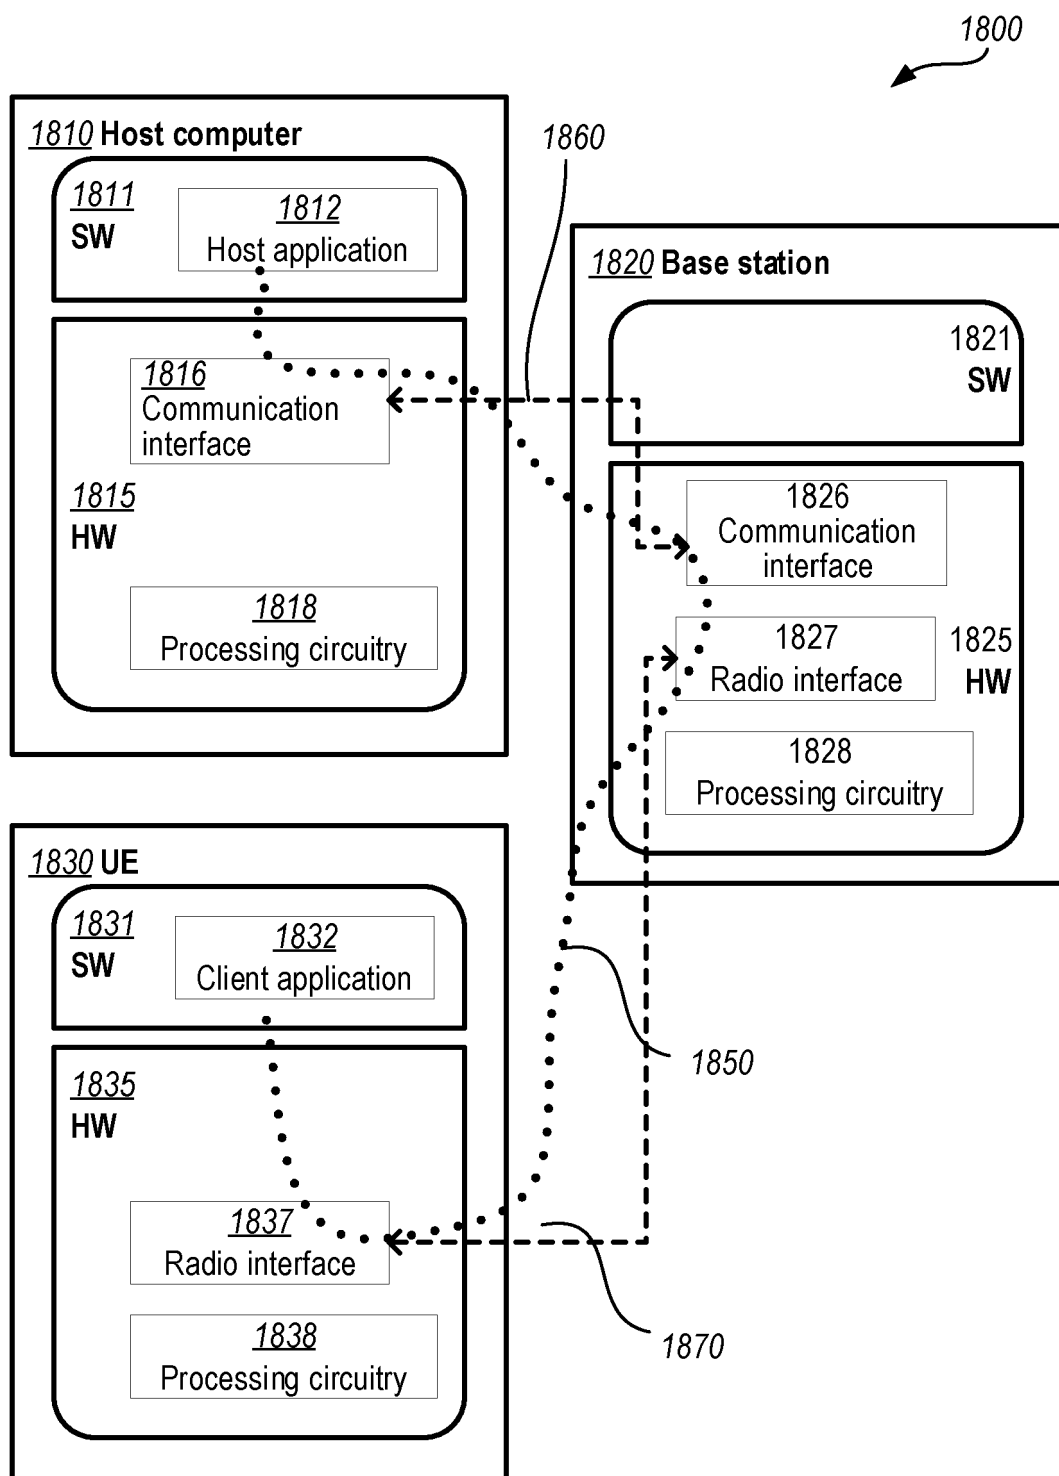 1800
1810 Host computer
1811
SW
1812
Host application
1860
1820 Base station
1821
SW
1816
Communication
interface
1815
HW
1818
Processing circuitry
1826
Communication
interface
1827
Radio interface
1825
HW
1828
Processing circuitry
1830 UE
1831
SW
1832
Client application
1850
1835
HW
1837
Radio interface
1870
1838
Processing circuitry